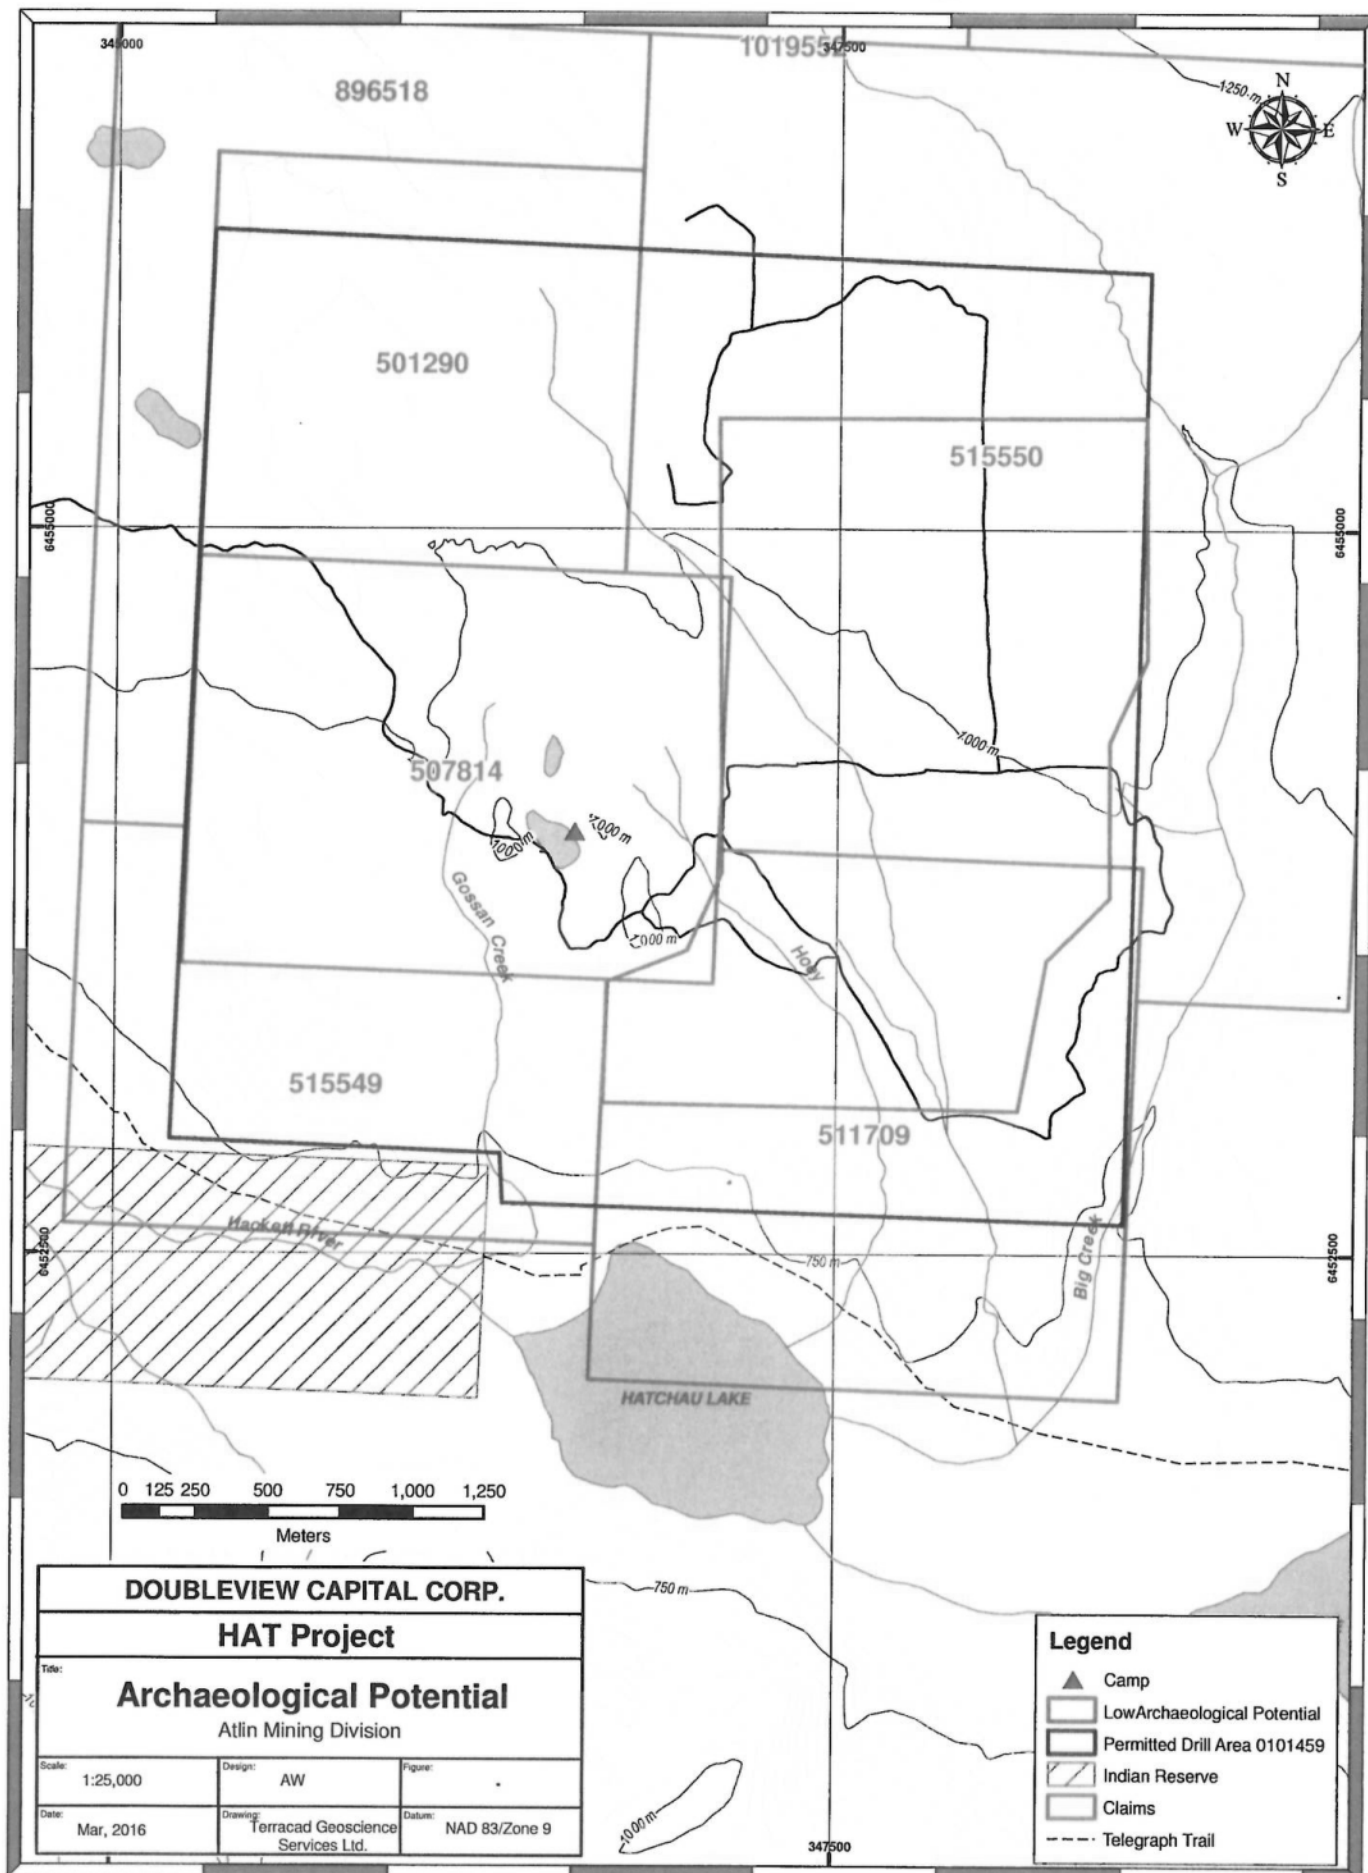 345000
347500
1019552
896518
1250 m
N
W E
S
501290
515550
6455000
6455000
1000 m
507814
1000 m
1000 m
1000 m
Gossan Creek
Hoey
515549
511709
Hackett River
6452500
6452500
750 m
Big Creek
HATCHAU LAKE
0 125 250 500 750 1,000 1,250
Meters
750 m
1000 m
347500
DOUBLEVIEW CAPITAL CORP.
HAT Project
Title:
Archaeological Potential
Atlin Mining Division
Scale:
1:25,000
Design:
AW
Figure:
Date:
Mar, 2016
Drawing:
Terracad Geoscience
Services Ltd.
Datum:
NAD 83/Zone 9
Legend
Camp
LowArchaeological Potential
Permitted Drill Area 0101459
Indian Reserve
Claims
Telegraph Trail